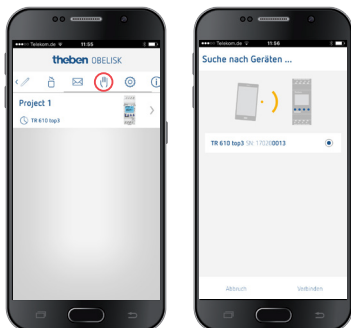 Telekom.de 11:55
theben OBELISK
Project 1
TR 610 top3
Telekom.de 11:56
Suche nach Geräten ...
TR 610 top3 SN: 170200013
Abbruch Verbinden